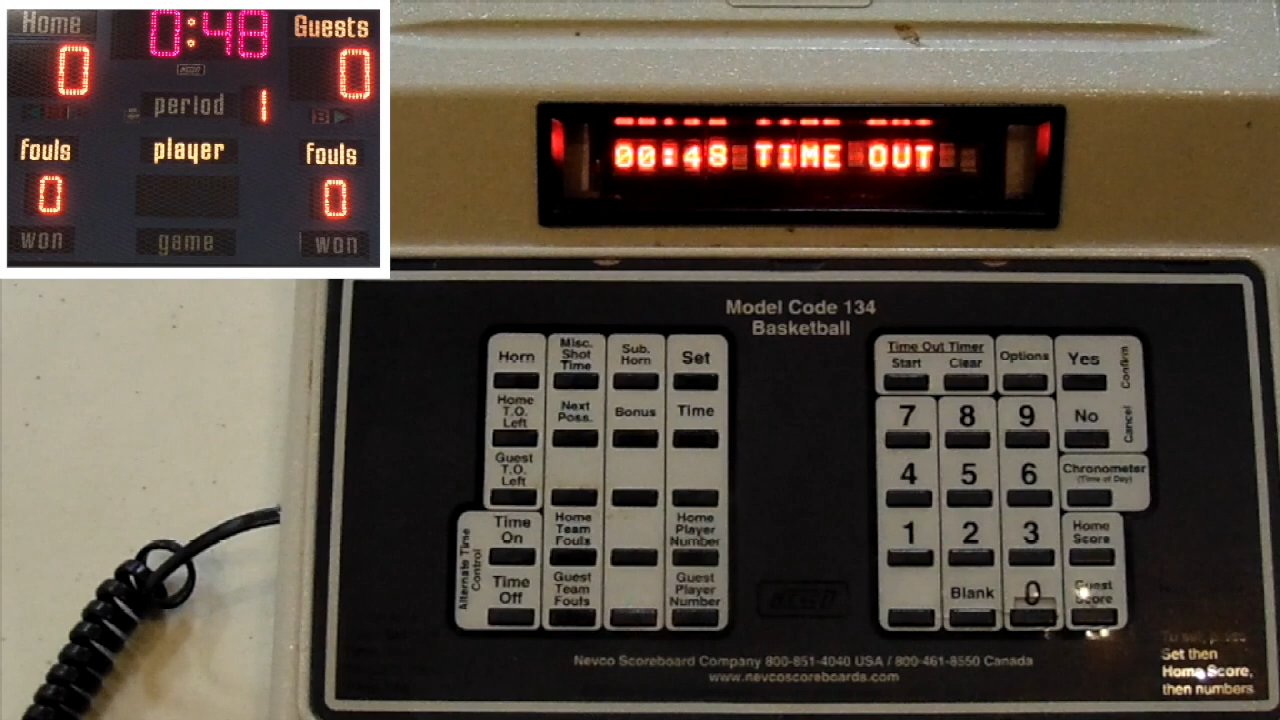 Home 0:48 Guests
0 0
NEVCO
period 1
B
fouls player fouls
0 0
won game won
00:48 TIME OUT
Model Code 134
Basketball
Horn
Misc.
Shot
Time
Sub.
Horn
Set
Home
T.O.
Left
Next
Poss.
Bonus
Time
Guest
T.O.
Left
Alternate Time
Control
Time
On
Home
Team
Fouls
Home
Player
Number
Time
Off
Guest
Team
Fouls
Guest
Player
Number
Time Out Timer
Start Clear
Options
Yes
Confirm
7 8 9
No
Cancel
4 5 6
Chronometer
(Time of Day)
1 2 3
Home
Score
Blank 0
Guest
Score
NEVCO
Nevco Scoreboard Company 800-851-4040 USA / 800-461-8550 Canada
www.nevcoscoreboards.com
To set, press
Set then
Home Score,
then numbers